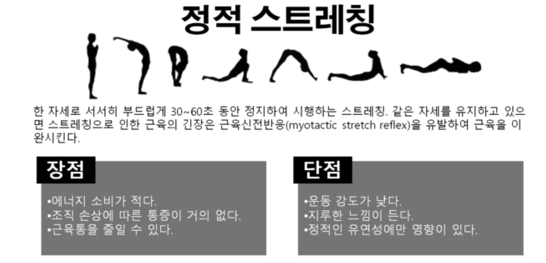 정적 스트레칭
한 자세로 서서히 부드럽게 30~60초 동안 정지하여 시행하는 스트레칭. 같은 자세를 유지하고 있으
면 스트레칭으로 인한 근육의 긴장은 근육신전반응(myotactic stretch reflex)을 유발하여 근육을 이
완시킨다.
장점
•에너지 소비가 적다.
•조직 손상에 따른 통증이 거의 없다.
•근육통을 줄일 수 있다.
단점
•운동 강도가 낮다.
•지루한 느낌이 든다.
•정적인 유연성에만 영향이 있다.